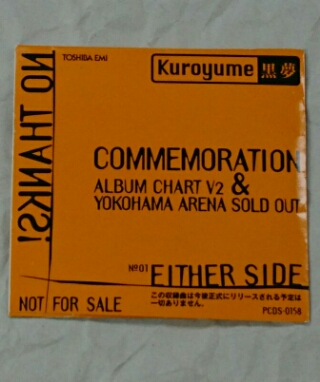 TOSHIBA EMI
Kuroyume 黒夢
NO THANKS!
COMMEMORATION
ALBUM CHART V2 &
YOKOHAMA ARENA SOLD OUT
No 01 EITHER SIDE
この収録曲は今後正式にリリースされる予定は
一切ありません。
NOT FOR SALE
PCDS-0158